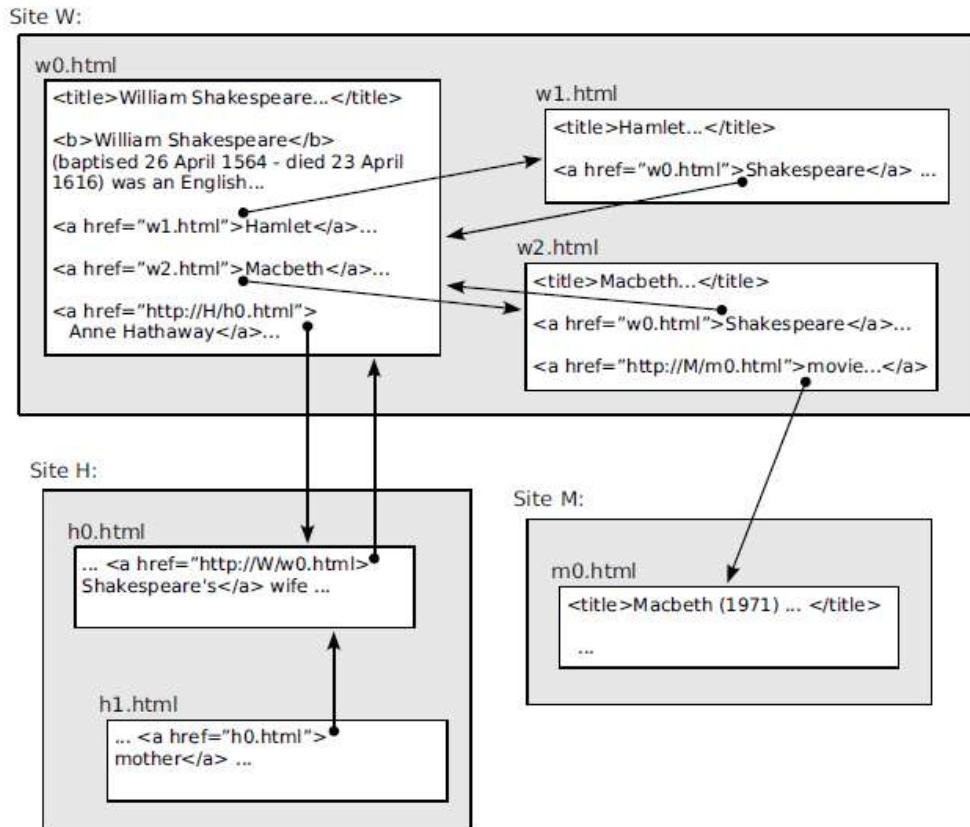 Site W:
w0.html
<title>William Shakespeare...</title>
<b>William Shakespeare</b>
(baptised 26 April 1564 - died 23 April
1616) was an English...
<a href=”w1.html”>Hamlet</a>...
<a href=”w2.html”>Macbeth</a>...
<a href=”http://H/h0.html”>
Anne Hathaway</a>...
w1.html
<title>Hamlet...</title>
<a href=”w0.html”>Shakespeare</a> ...
w2.html
<title>Macbeth...</title>
<a href=”w0.html”>Shakespeare</a>...
<a href=”http://M/m0.html”>movie...</a>
Site H:
h0.html
... <a href=”http://W/w0.html>
Shakespeare's</a> wife ...
h1.html
... <a href=”h0.html”>
mother</a> ...
Site M:
m0.html
<title>Macbeth (1971) ... </title>
...